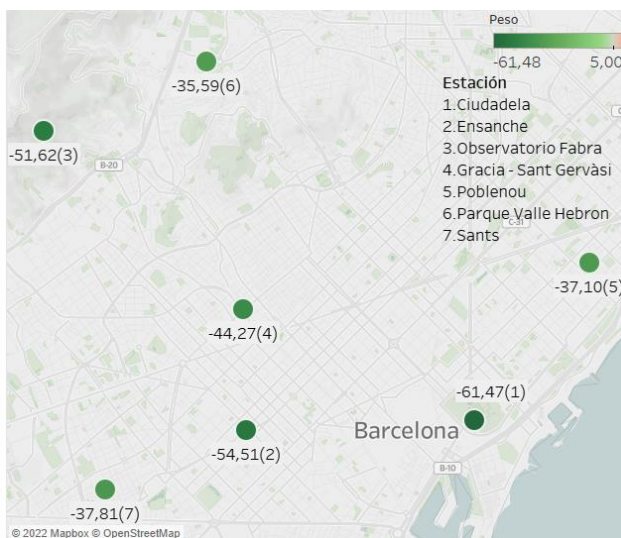 Peso
-61,48 5,00
Estación
1.Ciudadela
2.Ensanche
3.Observatorio Fabra
4.Gracia - Sant Gervàsi
5.Poblenou
6.Parque Valle Hebron
7.Sants
-35,59(6)
-51,62(3)
B-20
C-31
-37,10(5)
-44,27(4)
-61,47(1)
Barcelona
-54,51(2)
B-10
-37,81(7)
© 2022 Mapbox © OpenStreetMap